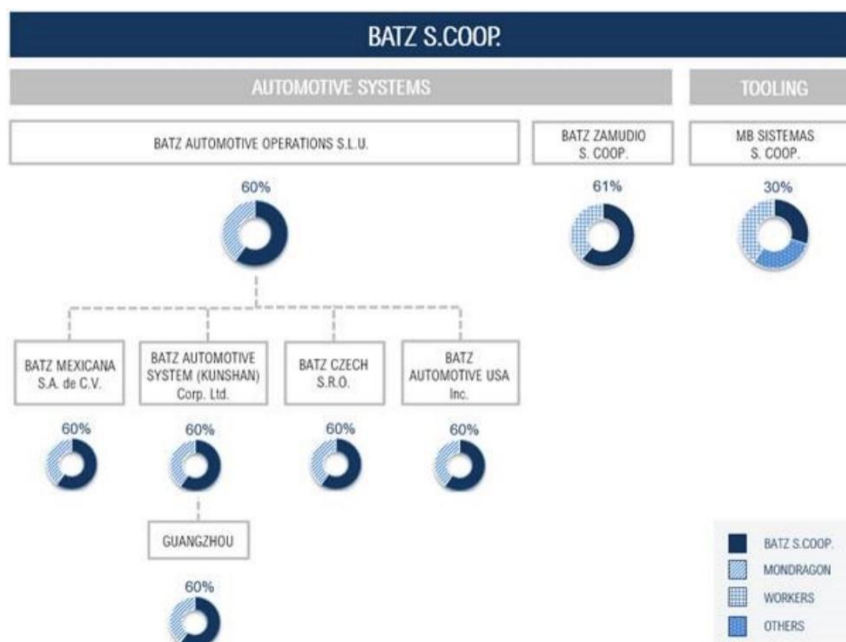 BATZ S.COOP.
AUTOMOTIVE SYSTEMS
TOOLING
BATZ AUTOMOTIVE OPERATIONS S.L.U.
BATZ ZAMUDIO
S. COOP.
MB SISTEMAS
S. COOP.
60%
61%
30%
BATZ MEXICANA
S.A. de C.V.
BATZ AUTOMOTIVE
SYSTEM (KUNSHAN)
Corp. Ltd.
BATZ CZECH
S.R.O.
BATZ
AUTOMOTIVE USA
Inc.
60%
60%
60%
60%
GUANGZHOU
60%
BATZ S.COOP.
MONDRAGON
WORKERS
OTHERS